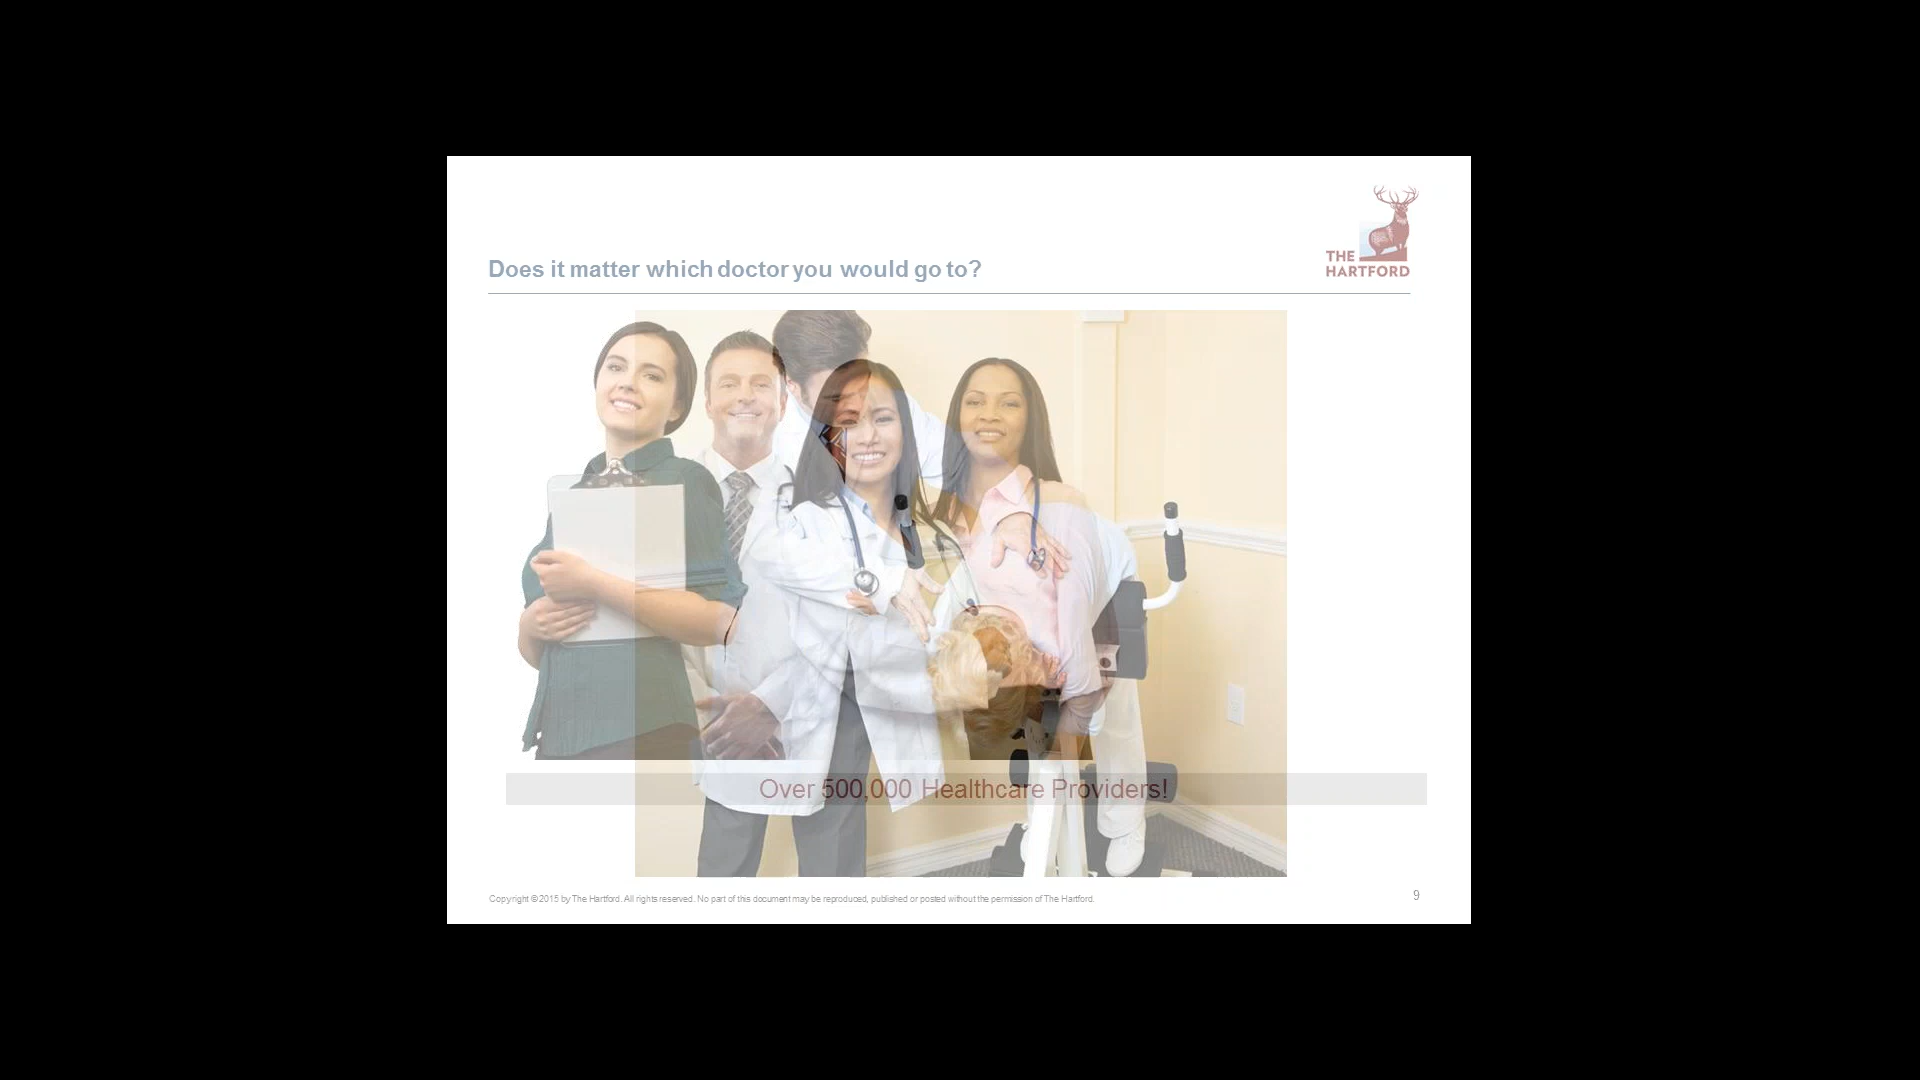 THE
HARTFORD
Does it matter which doctor you would go to?
Over 500,000 Healthcare Providers!
Copyright © 2015 by The Hartford. All rights reserved. No part of this document may be reproduced, published or posted without the permission of The Hartford.
9